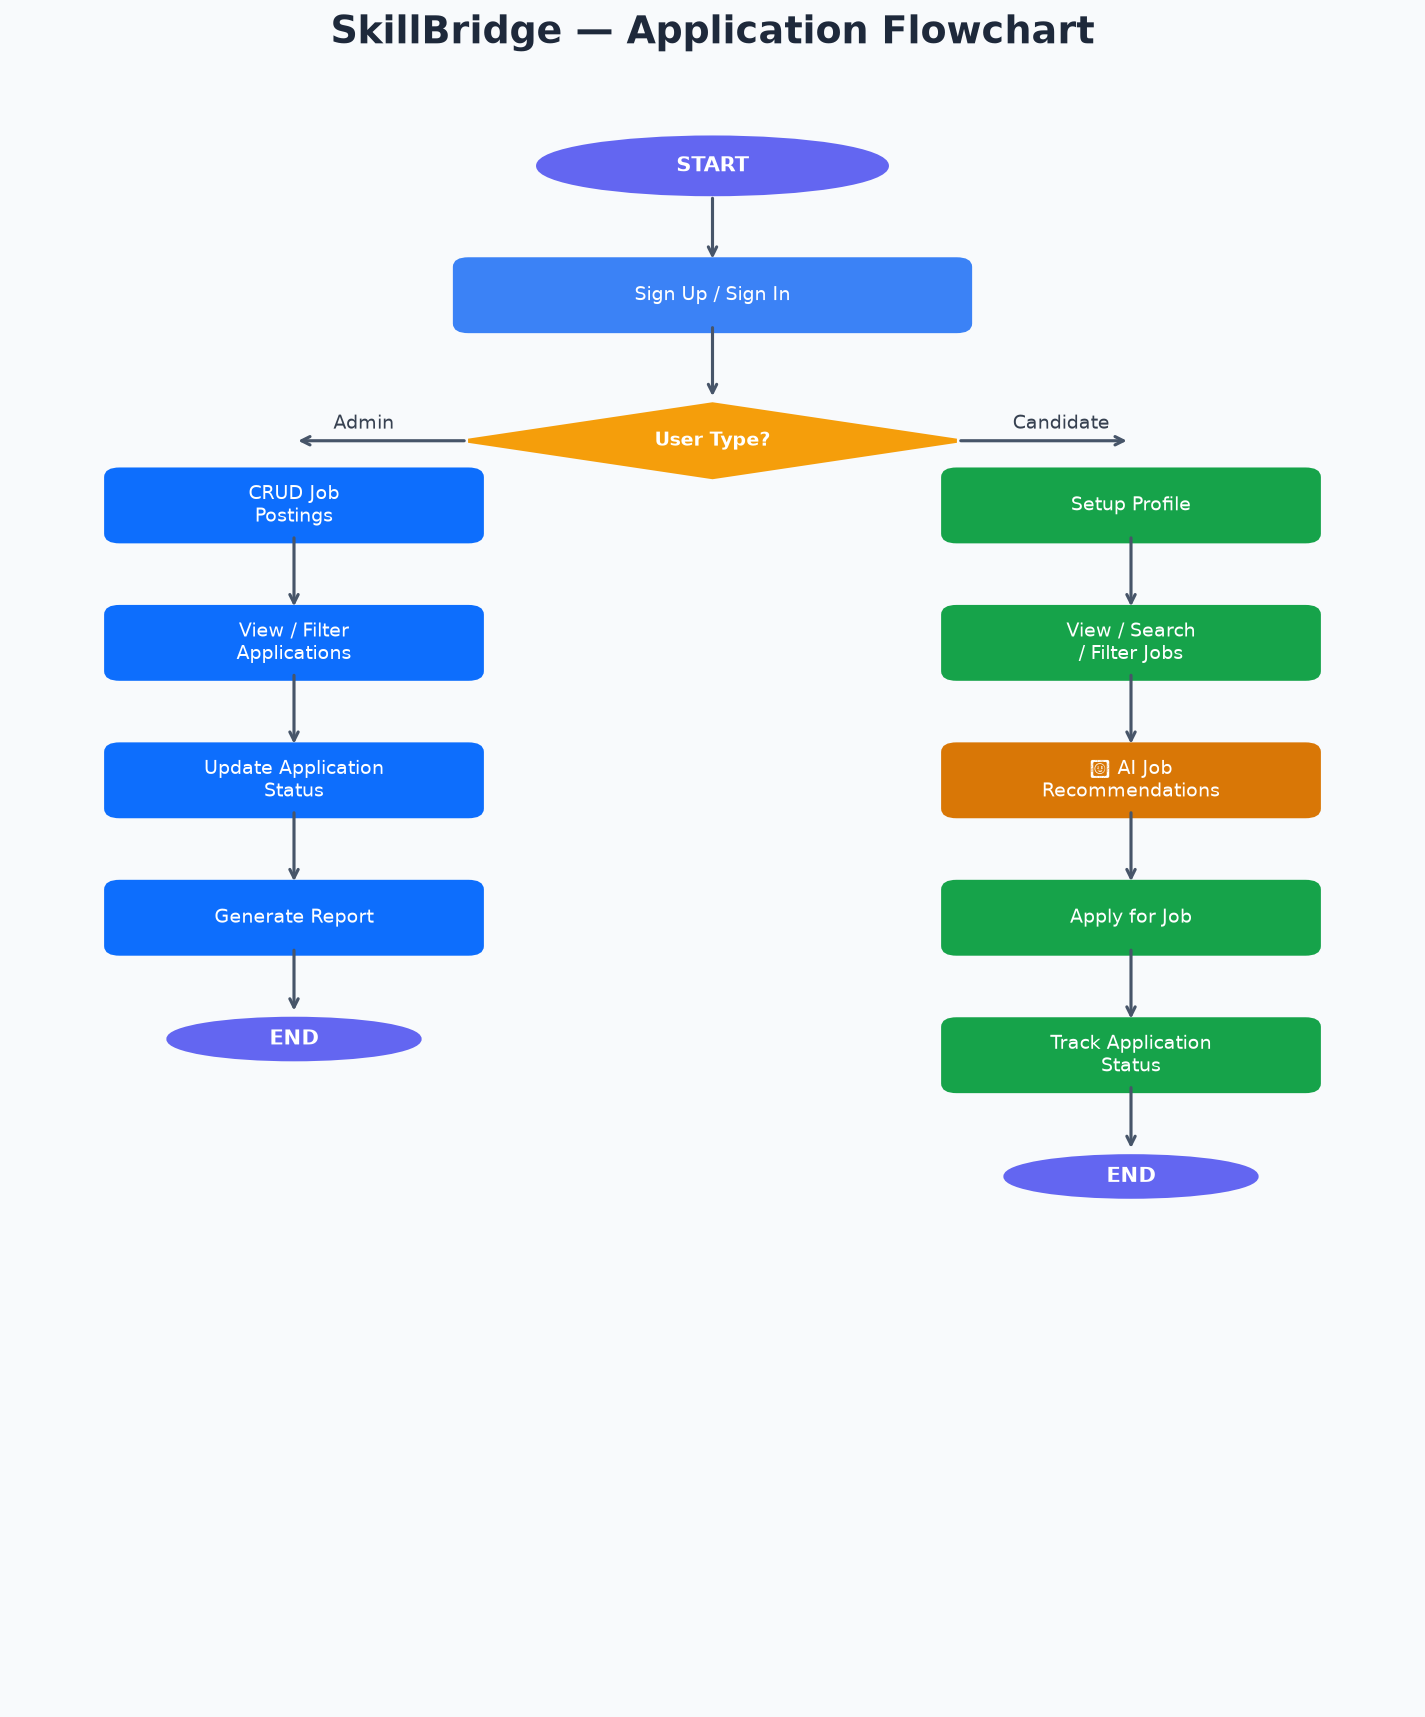 SkillBridge — Application Flowchart
START
Sign Up / Sign In
User Type?
Admin
Candidate
CRUD Job
Postings
View / Filter
Applications
Update Application
Status
Generate Report
END
Setup Profile
View / Search
/ Filter Jobs
AI Job
Recommendations
Apply for Job
Track Application
Status
END